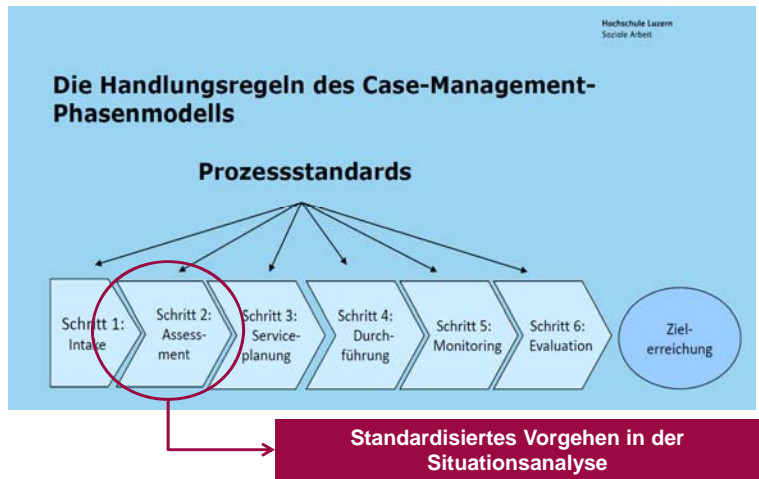 Hochschule Luzern
Soziale Arbeit
Die Handlungsregeln des Case-Management-
Phasenmodells
Prozessstandards
Schritt 1:
Intake
Schritt 2:
Assess-
ment
Schritt 3:
Service-
planung
Schritt 4:
Durch-
führung
Schritt 5:
Monitoring
Schritt 6:
Evaluation
Ziel-
erreichung
Standardisiertes Vorgehen in der
Situationsanalyse